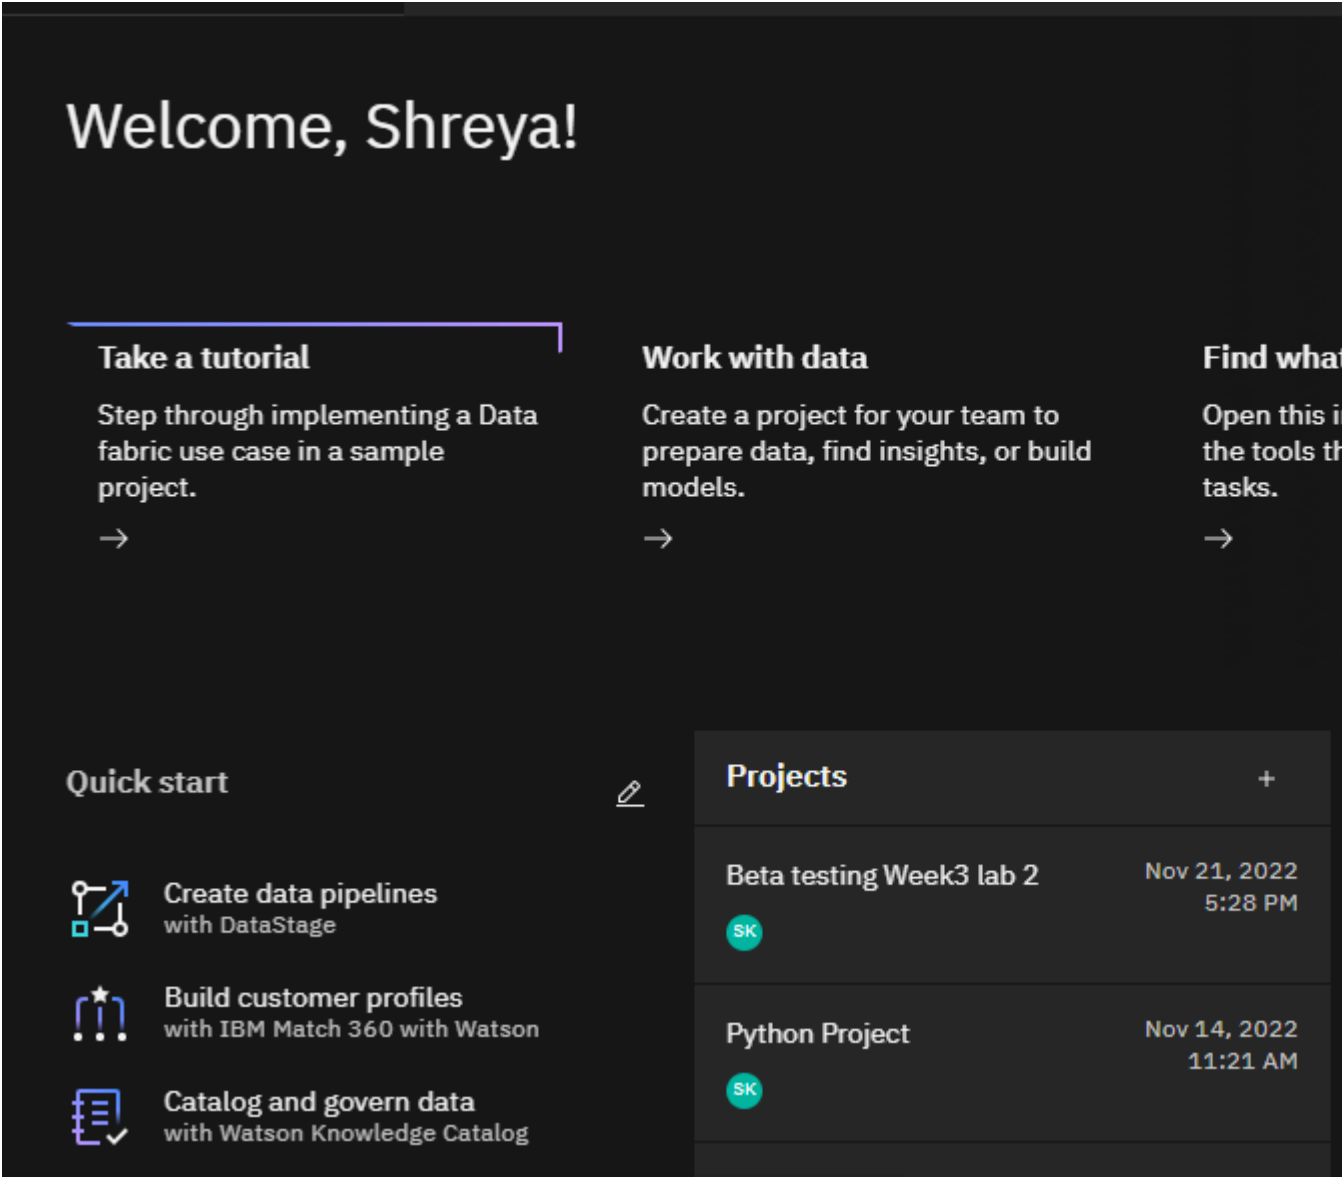 Welcome, Shreya!
Take a tutorial
Step through implementing a Data
fabric use case in a sample
project.
Work with data
Create a project for your team to
prepare data, find insights, or build
models.
Find what
Open this
the tools
tasks.
Quick start
Create data pipelines
with DataStage
Build customer profiles
with IBM Match 360 with Watson
Catalog and govern data
with Watson Knowledge Catalog
Projects
+
Beta testing Week3 lab 2
Nov 21, 2022
5:28 PM
SK
Python Project
Nov 14, 2022
11:21 AM
SK